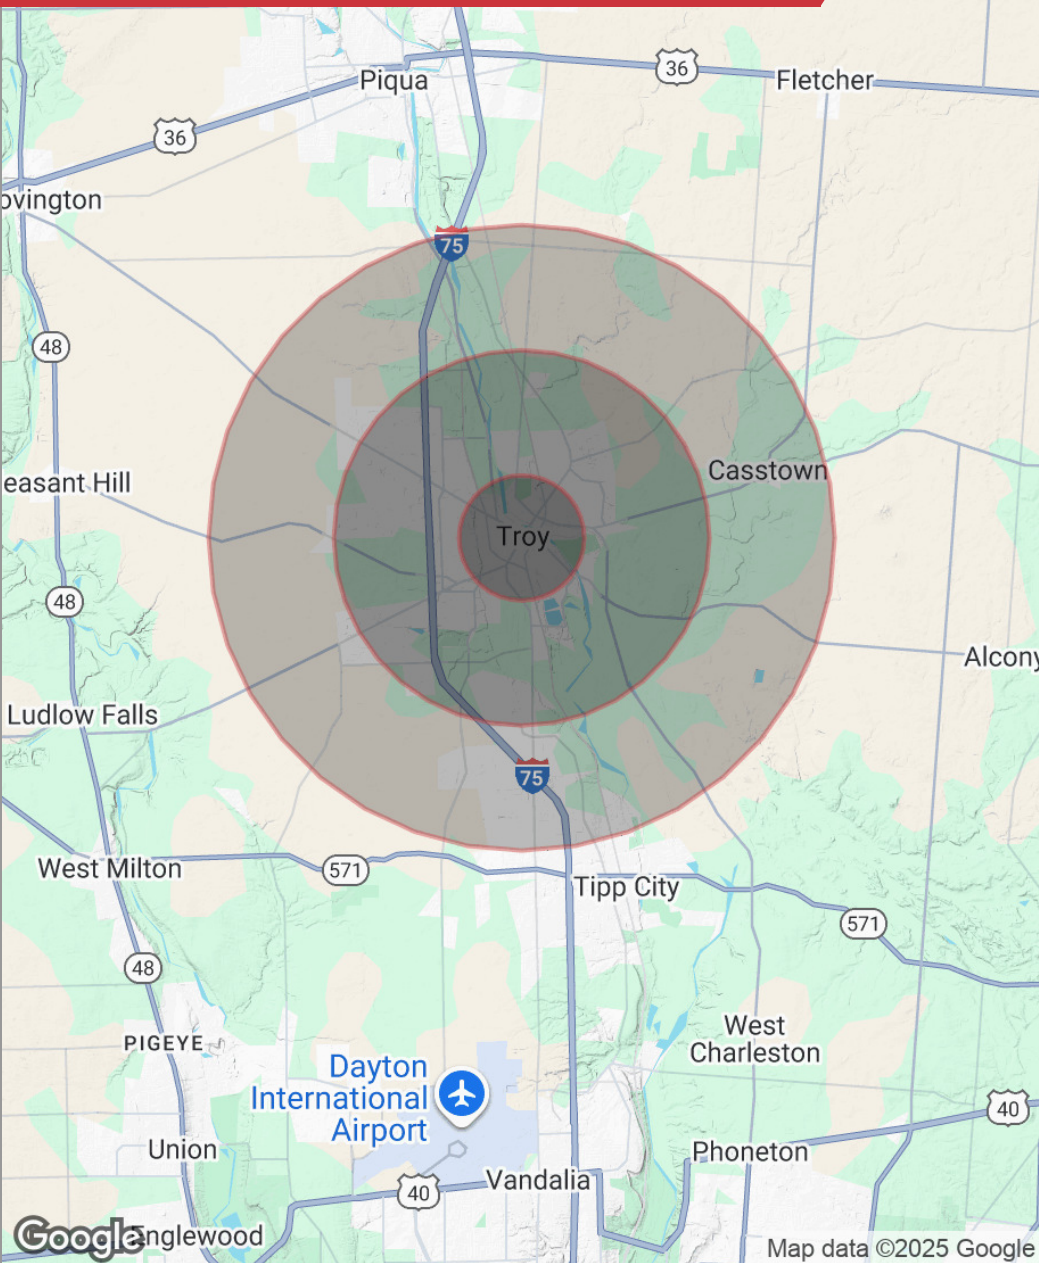 36
Piqua
Fletcher
36
ovington
75
48
Casstown
easant Hill
Troy
48
Alcony
Ludlow Falls
75
West Milton
571
Tipp City
571
48
West
Charleston
PIGEYE
Dayton
International
Airport
40
Union
Phoneton
Vandalia
40
Google
Englewood
Map data ©2025 Google